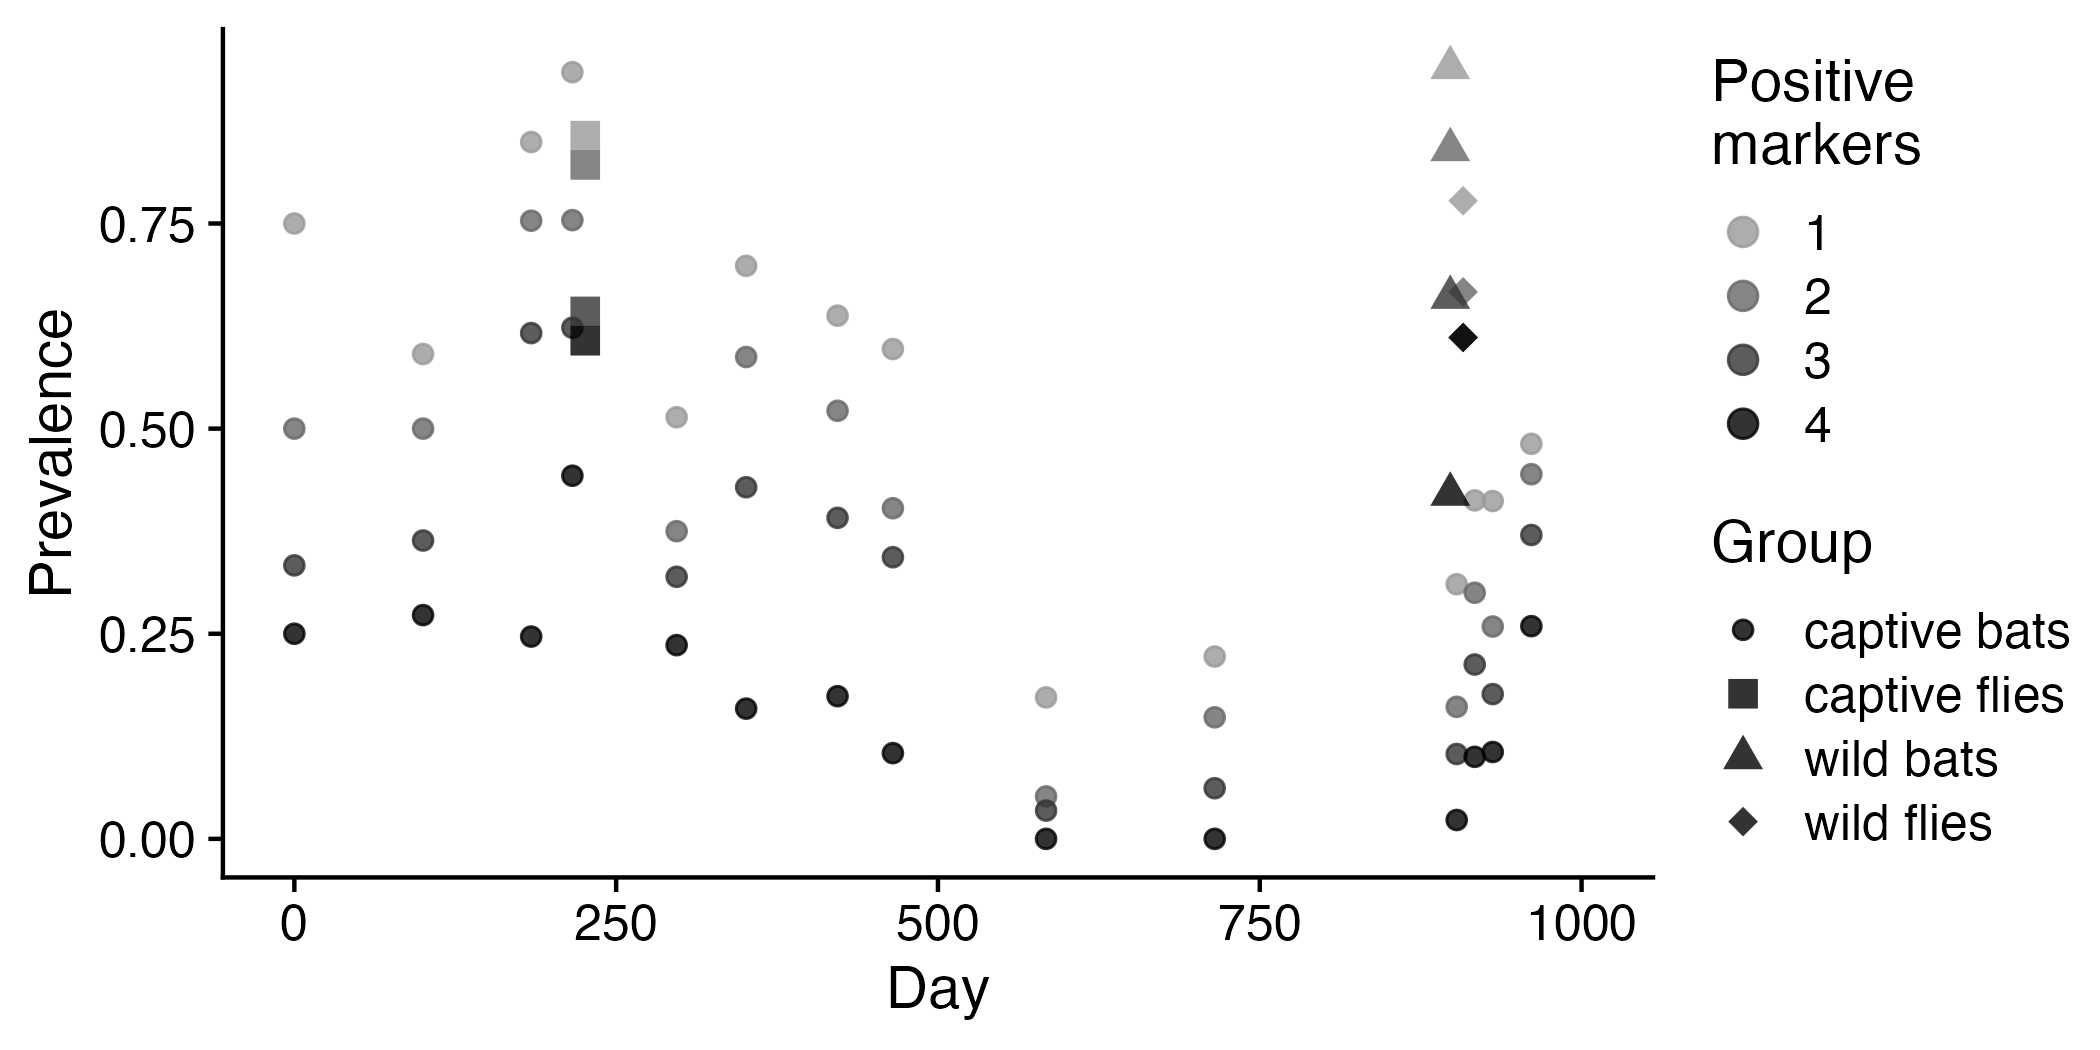 Prevalence
0.75
0.50
0.25
0.00
0 250 500 750 1000
Day
Positive
markers
1
2
3
4
Group
captive bats
captive flies
wild bats
wild flies